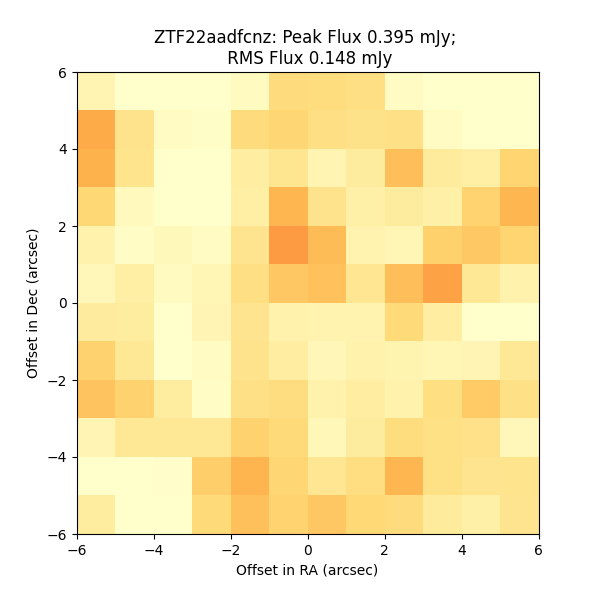 ZTF22aadfcnz: Peak Flux 0.395 mJy;
RMS Flux 0.148 mJy
6
4
2
0
−2
−4
−6
Offset in Dec (arcsec)
−6 −4 −2 0 2 4 6
Offset in RA (arcsec)